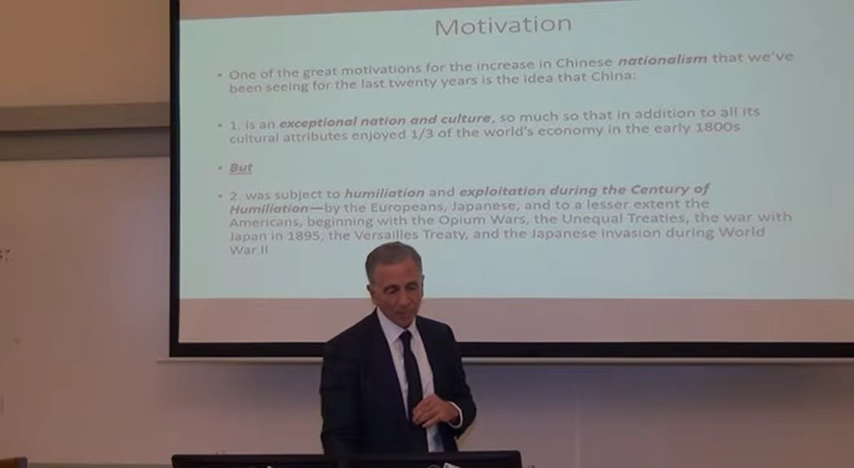 Motivation
• One of the great motivations for the increase in Chinese nationalism that we've
been seeing for the last twenty years is the idea that China:
• 1. is an exceptional nation and culture, so much so that in addition to all its
cultural attributes enjoyed 1/3 of the world's economy in the early 1800s
• But
• 2. was subject to humiliation and exploitation during the Century of
Humiliation—by the Europeans, Japanese, and to a lesser extent the
Americans, beginning with the Opium Wars, the Unequal Treaties, the war with
Japan in 1895, the Versailles Treaty, and the Japanese Invasion during World
War II